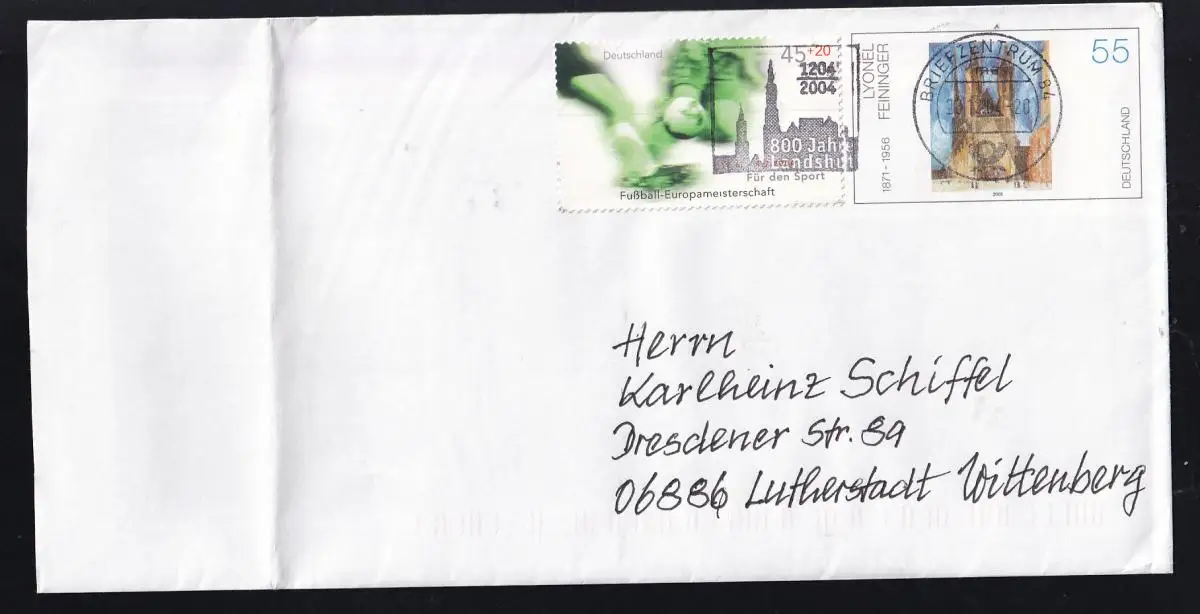 Deutschland
45+20
1204
2004
800 Jahre
Landshut
Für den Sport
Fußball-Europameisterschaft
LYONEL
FEININGER
1871 - 1956
55
DEUTSCHLAND
BRIEFZENTRUM 84
Herrn
Karlheinz Schiffel
Dresdener Str. 89
06886 Lutherstadt Wittenberg